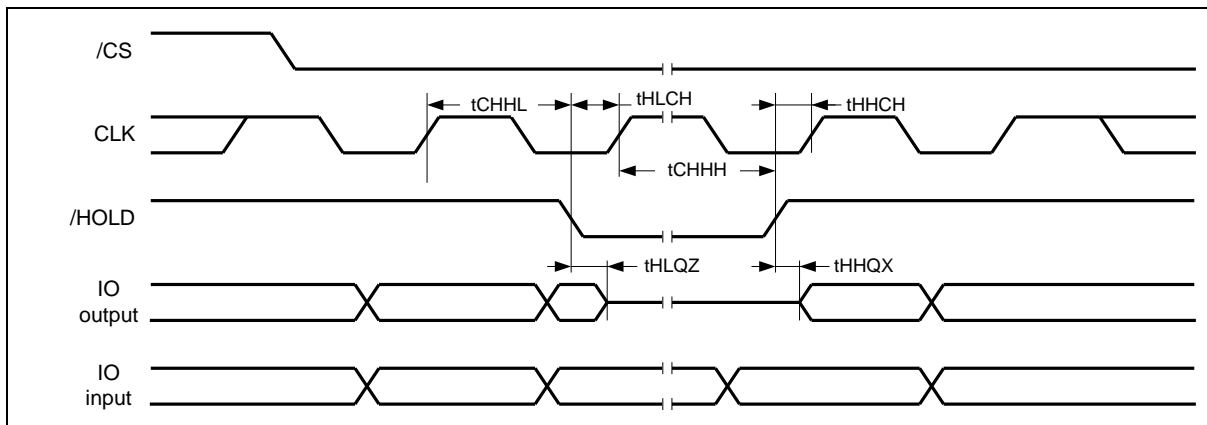 /CS
tCHHL
tHLCH
tHHCH
CLK
tCHHH
/HOLD
tHLQZ
tHHQX
IO
output
IO
input